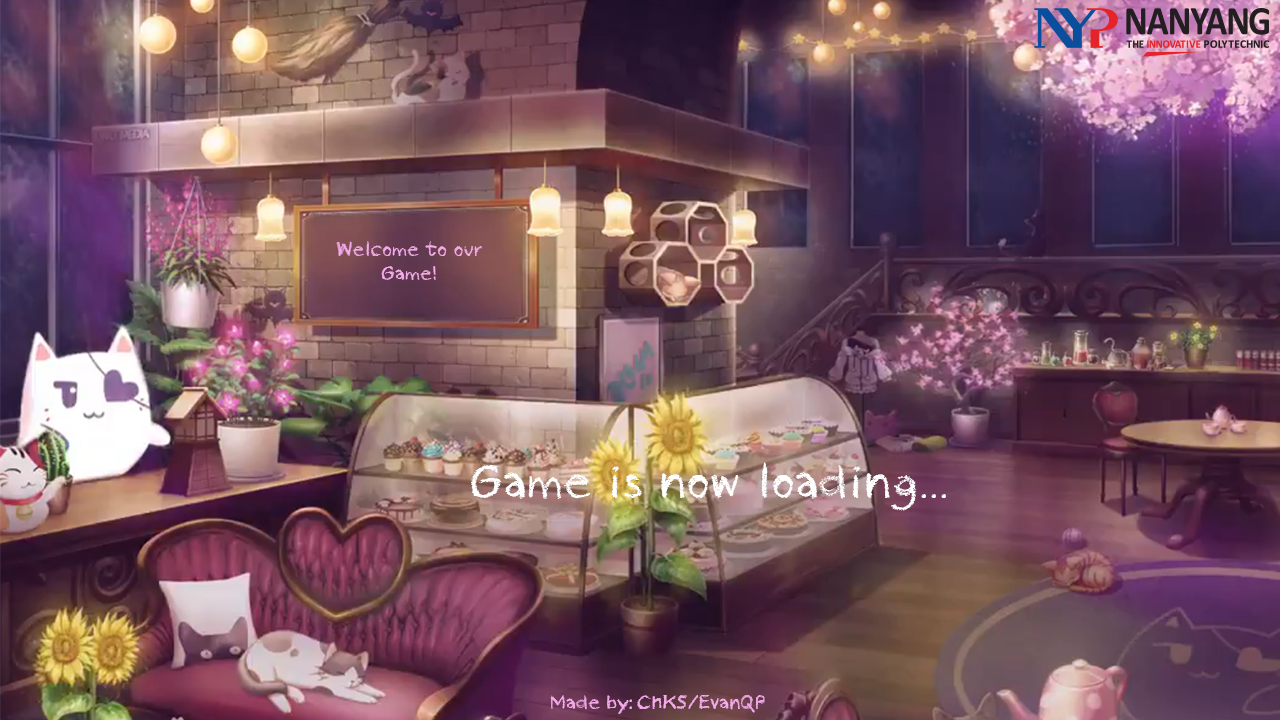 NYP NANYANG
THE INNOVATIVE POLYTECHNIC
Welcome to our
Game!
Game is now loading...
Made by: ChKS/EvanQP